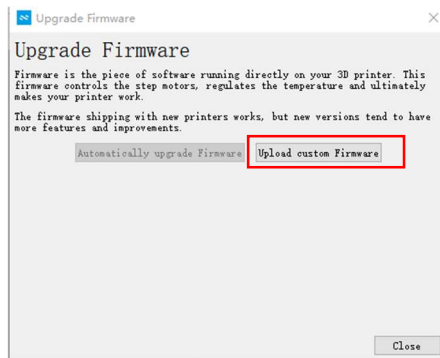 Upgrade Firmware
Upgrade Firmware
Firmware is the piece of software running directly on your 3D printer. This
firmware controls the step motors, regulates the temperature and ultimately
makes your printer work.
The firmware shipping with new printers works, but new versions tend to have
more features and improvements.
Automatically upgrade Firmware Upload custom Firmware
Close